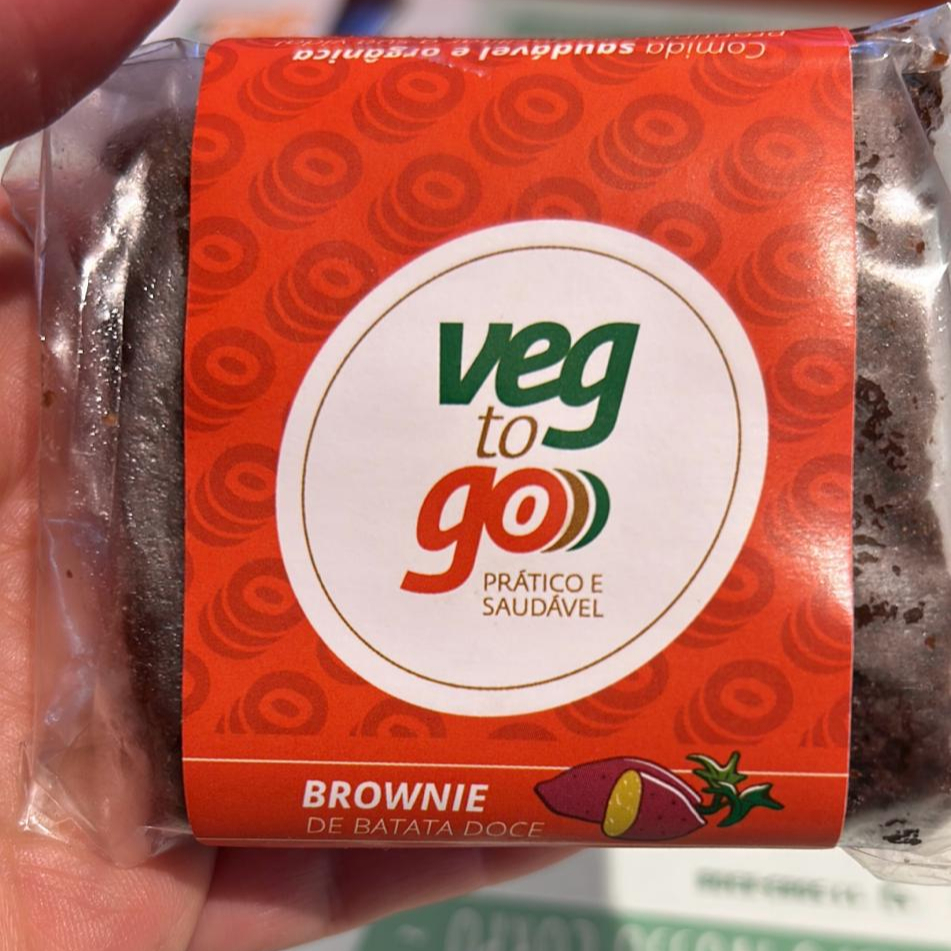 Comida saudável e orgânica
veg
to
go
PRÁTICO E
SAUDÁVEL
BROWNIE
DE BATATA DOCE